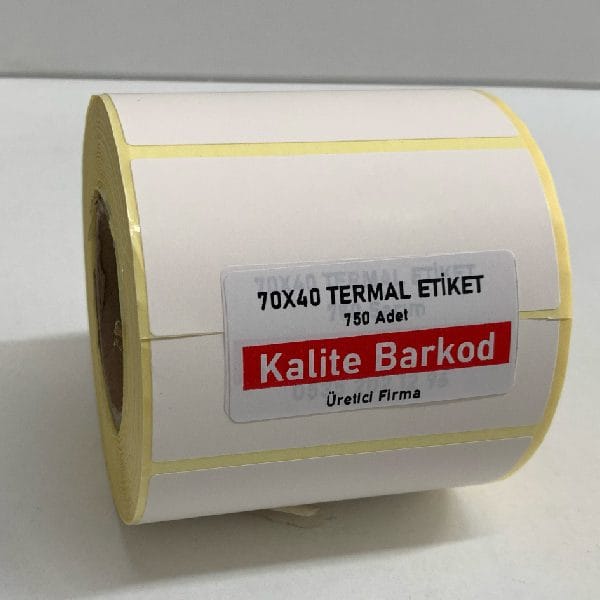 70X40 TERMAL ETİKET
750 Adet
Kalite Barkod
Üretici Firma